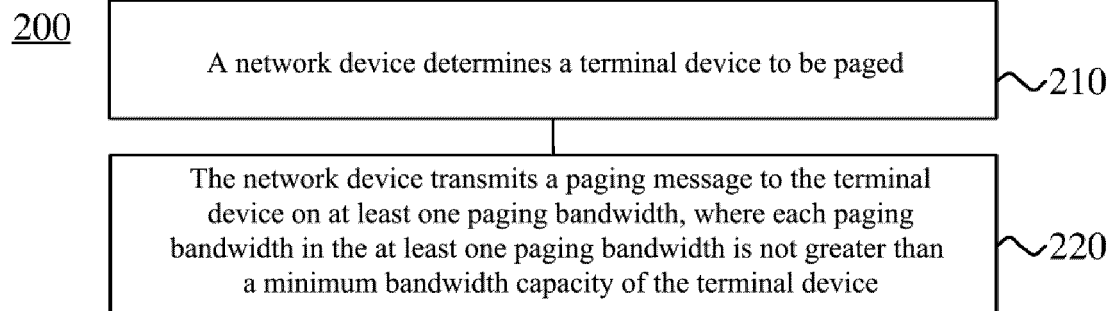 200
A network device determines a terminal device to be paged
210
The network device transmits a paging message to the terminal
device on at least one paging bandwidth, where each paging
bandwidth in the at least one paging bandwidth is not greater than
a minimum bandwidth capacity of the terminal device
220